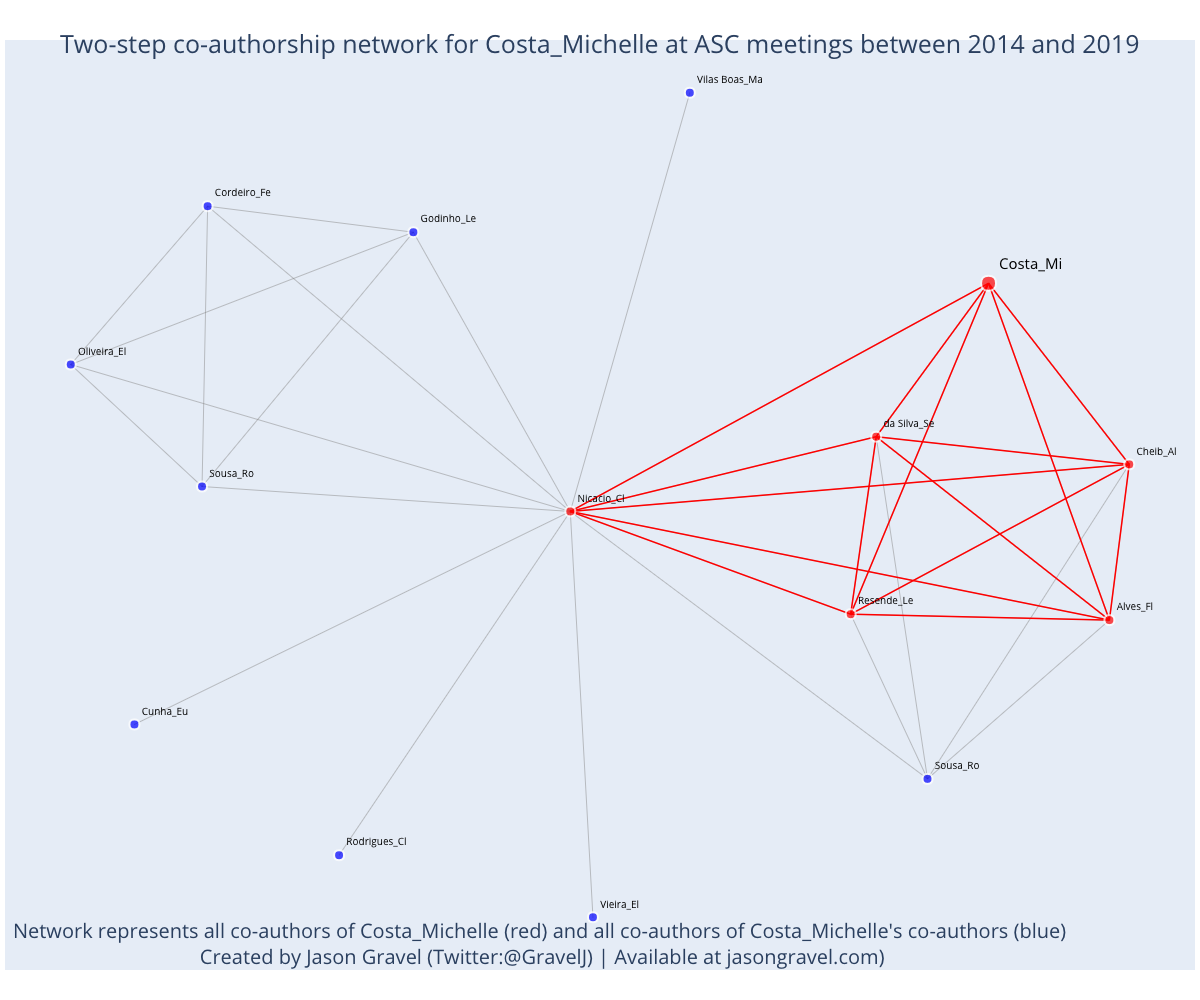 Two-step co-authorship network for Costa_Michelle at ASC meetings between 2014 and 2019
Vilas Boas_Ma
Cordeiro_Fe
Godinho_Le
Costa_Mi
Oliveira_El
da Silva_Se
Cheib_Al
Sousa_Ro
Nicacio_Cl
Resende_Le
Alves_Fl
Cunha_Eu
Sousa_Ro
Rodrigues_Cl
Vieira_El
Network represents all co-authors of Costa_Michelle (red) and all co-authors of Costa_Michelle's co-authors (blue)
Created by Jason Gravel (Twitter:@GravelJ) | Available at jasongravel.com)